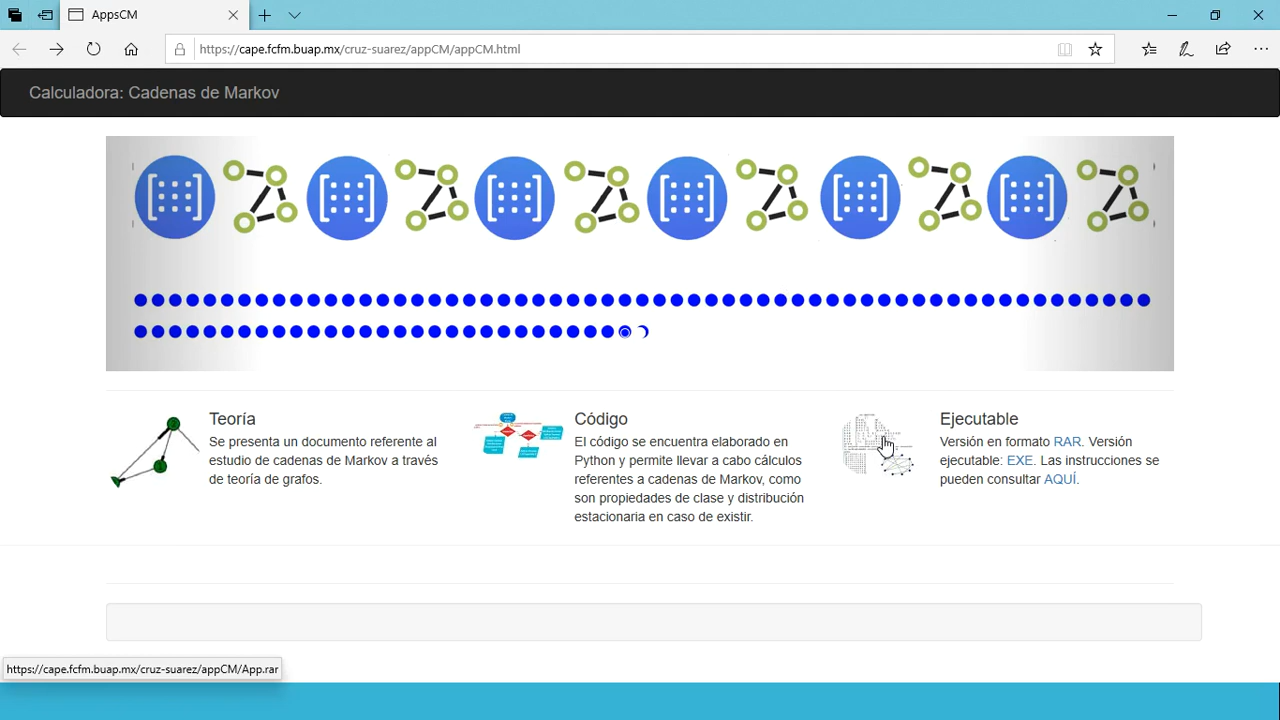 AppsCM
https://cape.fcfm.buap.mx/cruz-suarez/appCM/appCM.html
Calculadora: Cadenas de Markov
Teoría
Se presenta un documento referente al
estudio de cadenas de Markov a través
de teoría de grafos.
Código
El código se encuentra elaborado en
Python y permite llevar a cabo cálculos
referentes a cadenas de Markov, como
son propiedades de clase y distribución
estacionaria en caso de existir.
Ejecutable
Versión en formato RAR. Versión
ejecutable: EXE. Las instrucciones se
pueden consultar AQUÍ.
https://cape.fcfm.buap.mx/cruz-suarez/appCM/App.rar